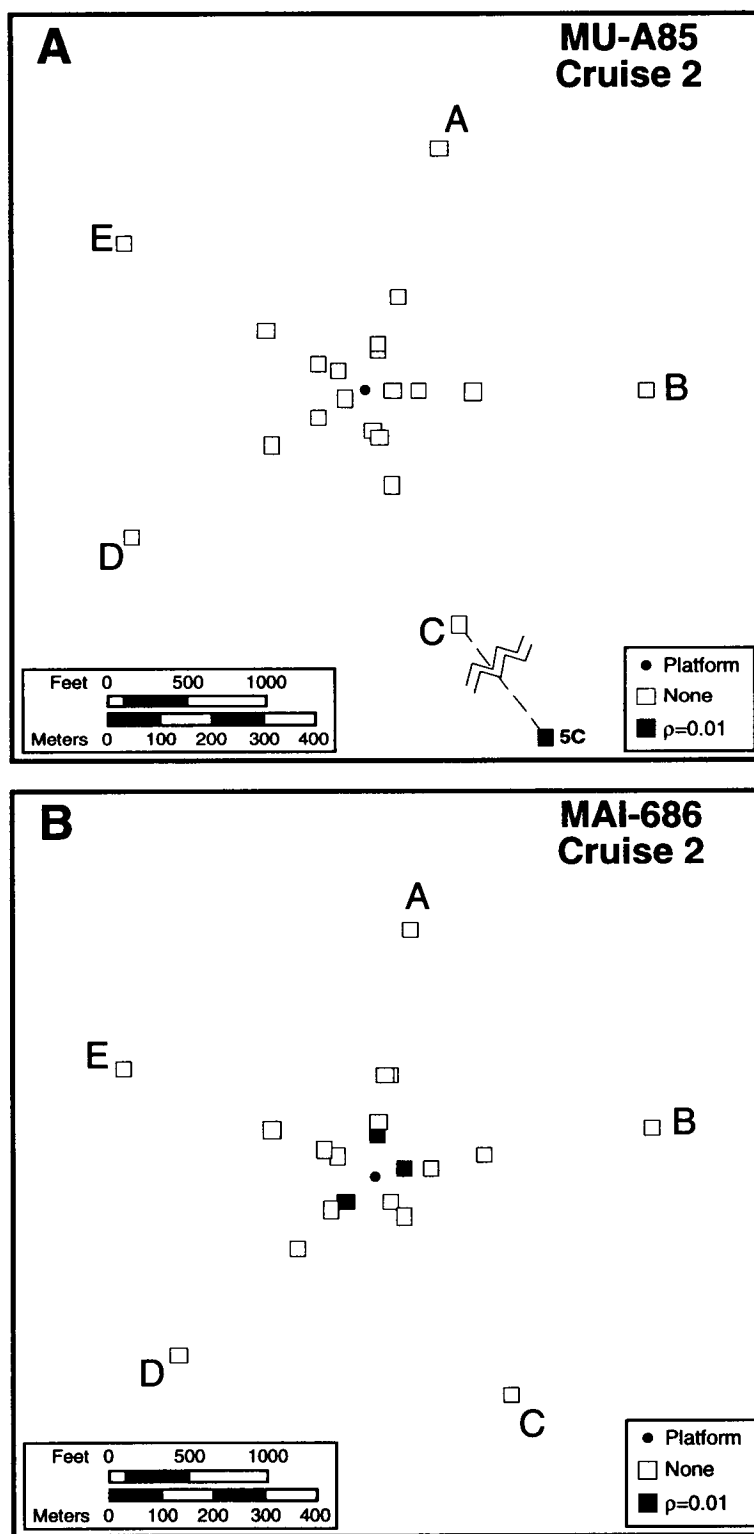 A
MU-A85
Cruise 2
A
E
B
D
C
5C
Feet 0 500 1000
Meters 0 100 200 300 400
Platform
None
ρ=0.01
B
MAI-686
Cruise 2
A
E
B
D
C
Feet 0 500 1000
Meters 0 100 200 300 400
Platform
None
ρ=0.01